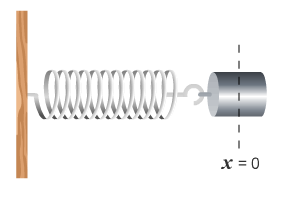 x = 0